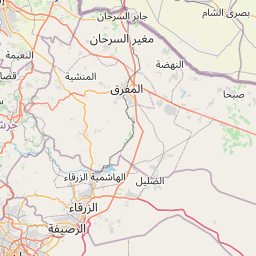 بصرى الشام
جابر السرحان
مغير السرحان
النعيمة
النهضة
المنشية
المفرق
صبحا
الهاشمية الزرقاء
الضليل
الزرقاء
الرصيفة